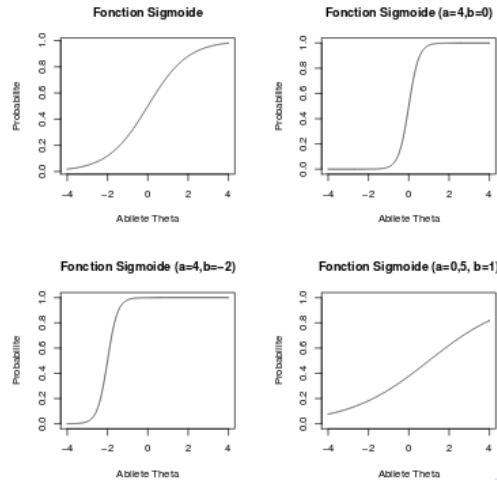 Fonction Sigmoide
Probabilite
0.0 0.2 0.4 0.6 0.8 1.0
−4 −2 0 2 4
Abilete Theta
Fonction Sigmoide (a=4,b=0)
Probabilite
0.0 0.2 0.4 0.6 0.8 1.0
−4 −2 0 2 4
Abilete Theta
Fonction Sigmoide (a=4,b=−2)
Probabilite
0.0 0.2 0.4 0.6 0.8 1.0
−4 −2 0 2 4
Abilete Theta
Fonction Sigmoide (a=0,5, b=1)
Probabilite
0.0 0.2 0.4 0.6 0.8 1.0
−4 −2 0 2 4
Abilete Theta